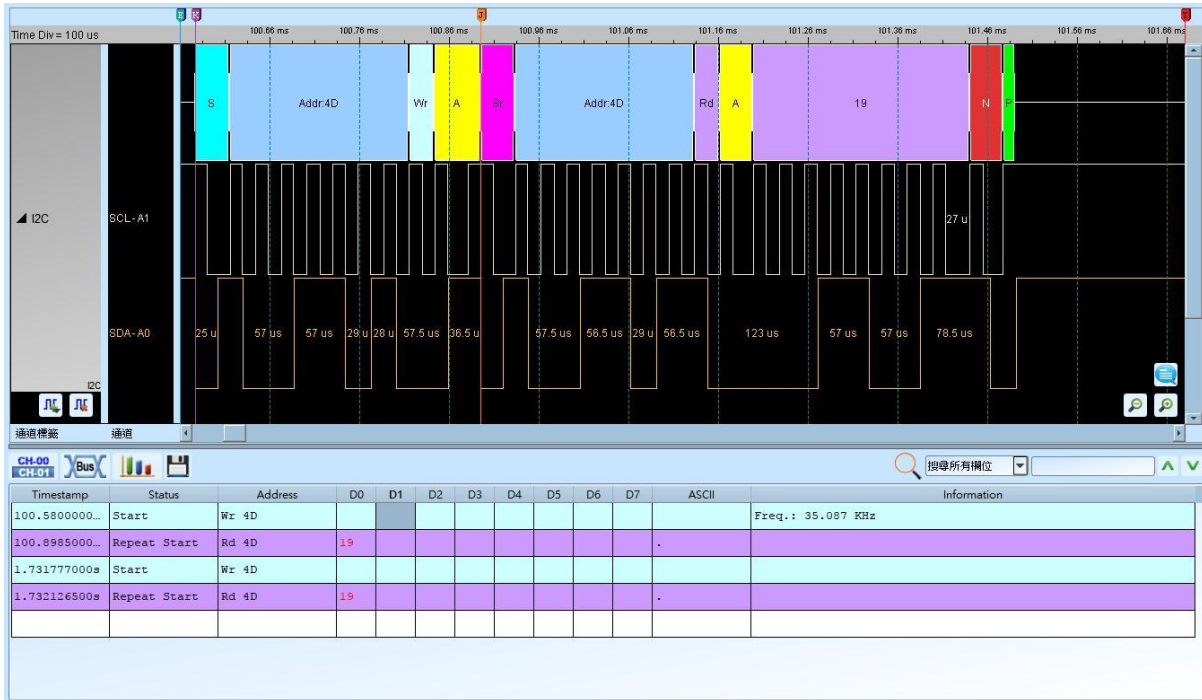 E K J T
Time Div = 100 us 100.66 ms 100.76 ms 100.86 ms 100.96 ms 101.06 ms 101.16 ms 101.26 ms 101.36 ms 101.46 ms 101.56 ms 101.66 ms
S Addr:4D Wr A Sr Addr:4D Rd A 19 N P
I2C SCL-A1 27 u
SDA-A0 25 u 57 us 57 us 29 u 28 u 57.5 us 36.5 u 57.5 us 56.5 us 29 u 56.5 us 123 us 57 us 57 us 78.5 us
I2C
通道標籤 通道
CH-00 Bus 搜尋所有欄位
CH-01
Timestamp Status Address D0 D1 D2 D3 D4 D5 D6 D7 ASCII Information
100.5800000... Start Wr 4D Freq.: 35.087 KHz
100.8985000... Repeat Start Rd 4D 19 .
1.731777000s Start Wr 4D
1.732126500s Repeat Start Rd 4D 19 .